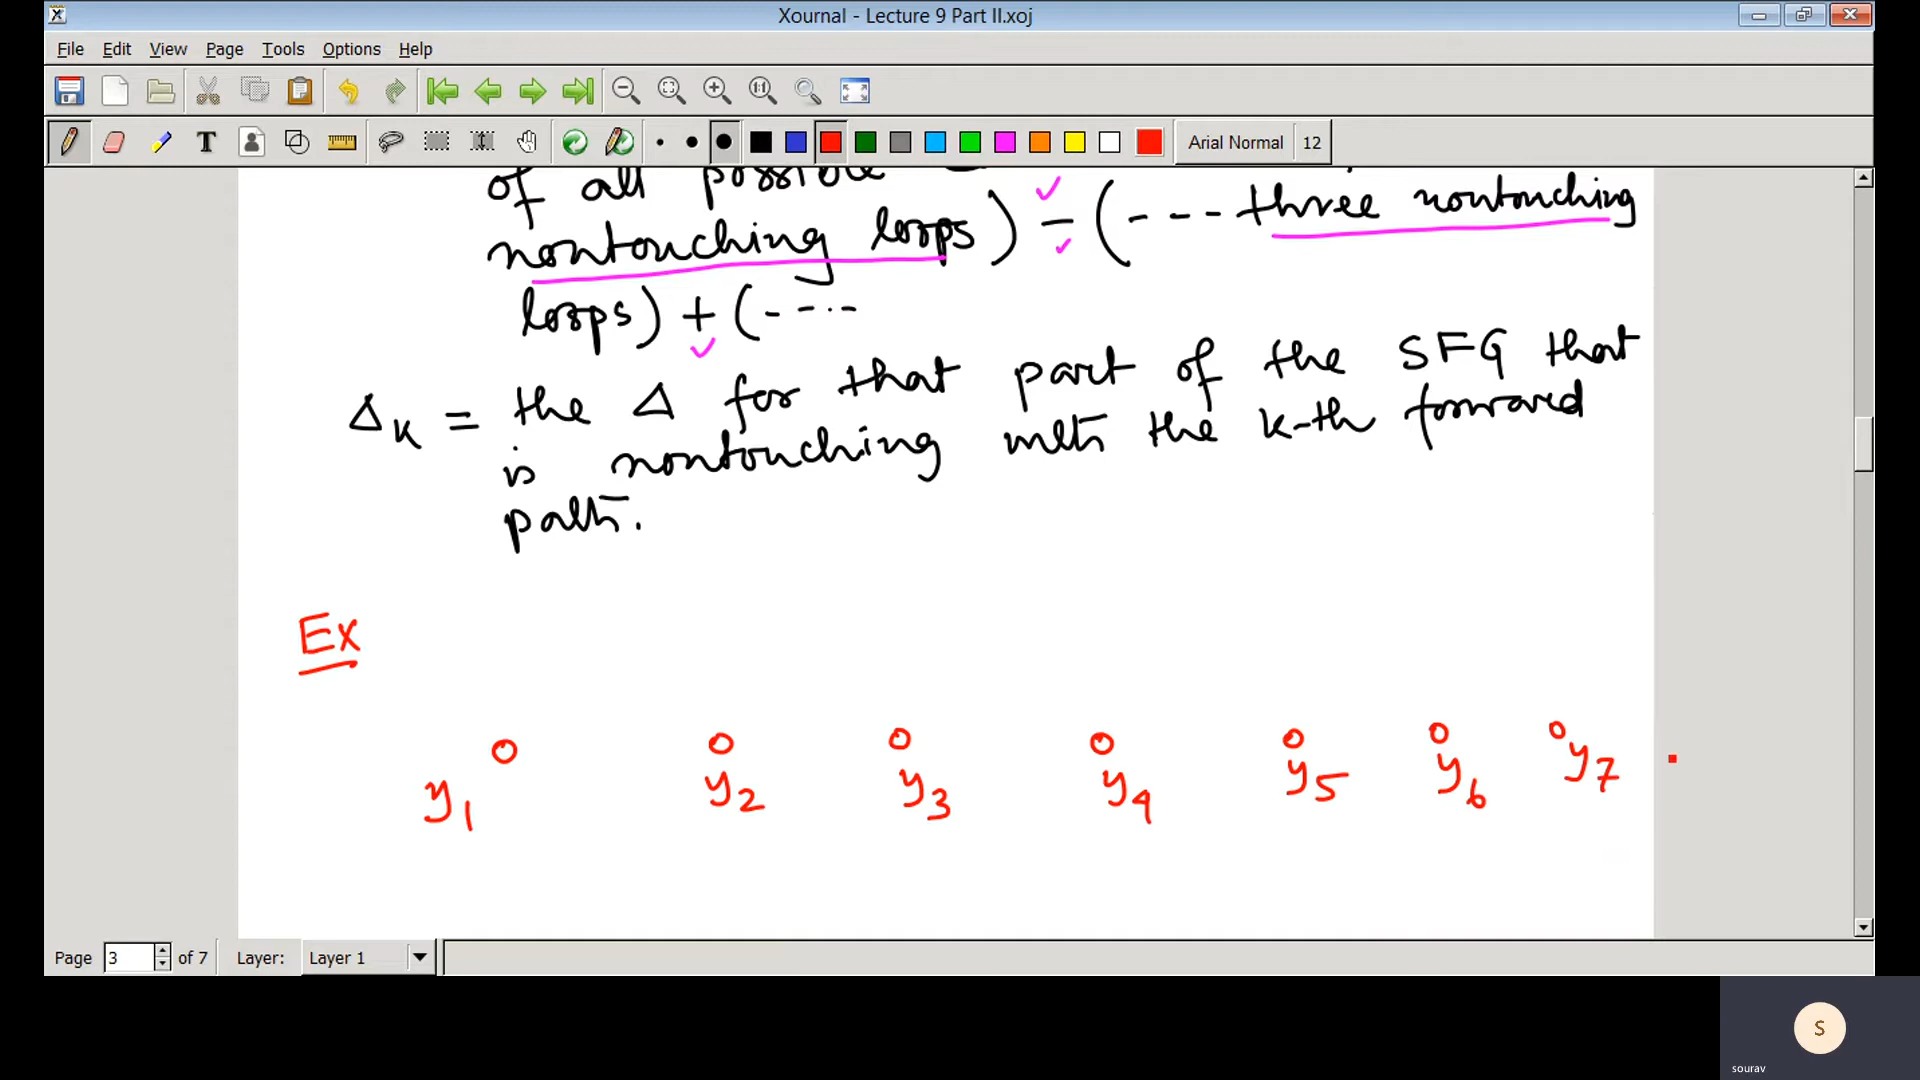 Xournal - Lecture 9 Part II.xoj
File Edit View Page Tools Options Help
Arial Normal 12
of all possible
nontouching loops) - (--- three nontouching
loops) + (-----
Δk = the Δ for that part of the SFG that
is nontouching with the k-th forward
path.
Ex
y1 y2 y3 y4 y5 y6 y7
Page 3 of 7 Layer: Layer 1
S
sourav